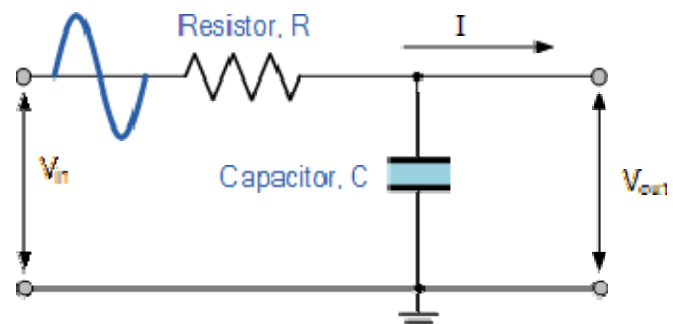 Resistor, R
I
Vin
Capacitor, C
Vout